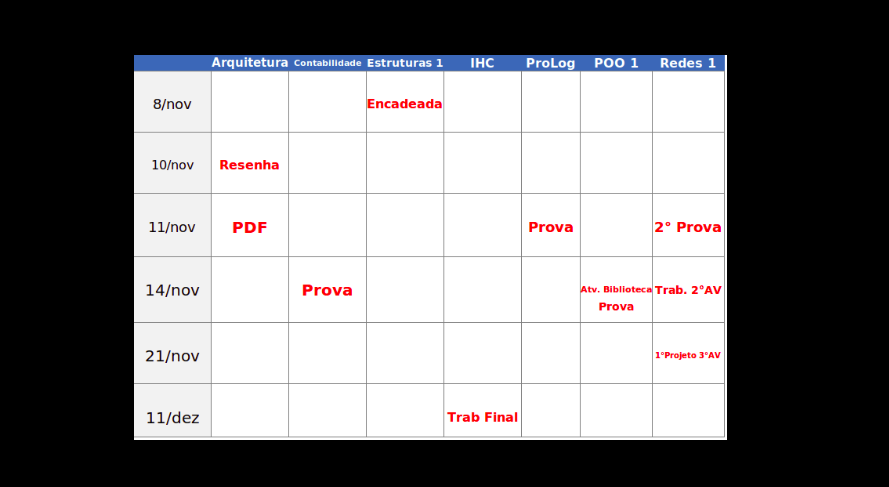 Arquitetura Contabilidade Estruturas 1 IHC ProLog POO 1 Redes 1
8/nov Encadeada
10/nov Resenha
11/nov PDF Prova 2° Prova
14/nov Prova Atv. Biblioteca Trab. 2°AV
Prova
21/nov 1°Projeto 3°AV
11/dez Trab Final